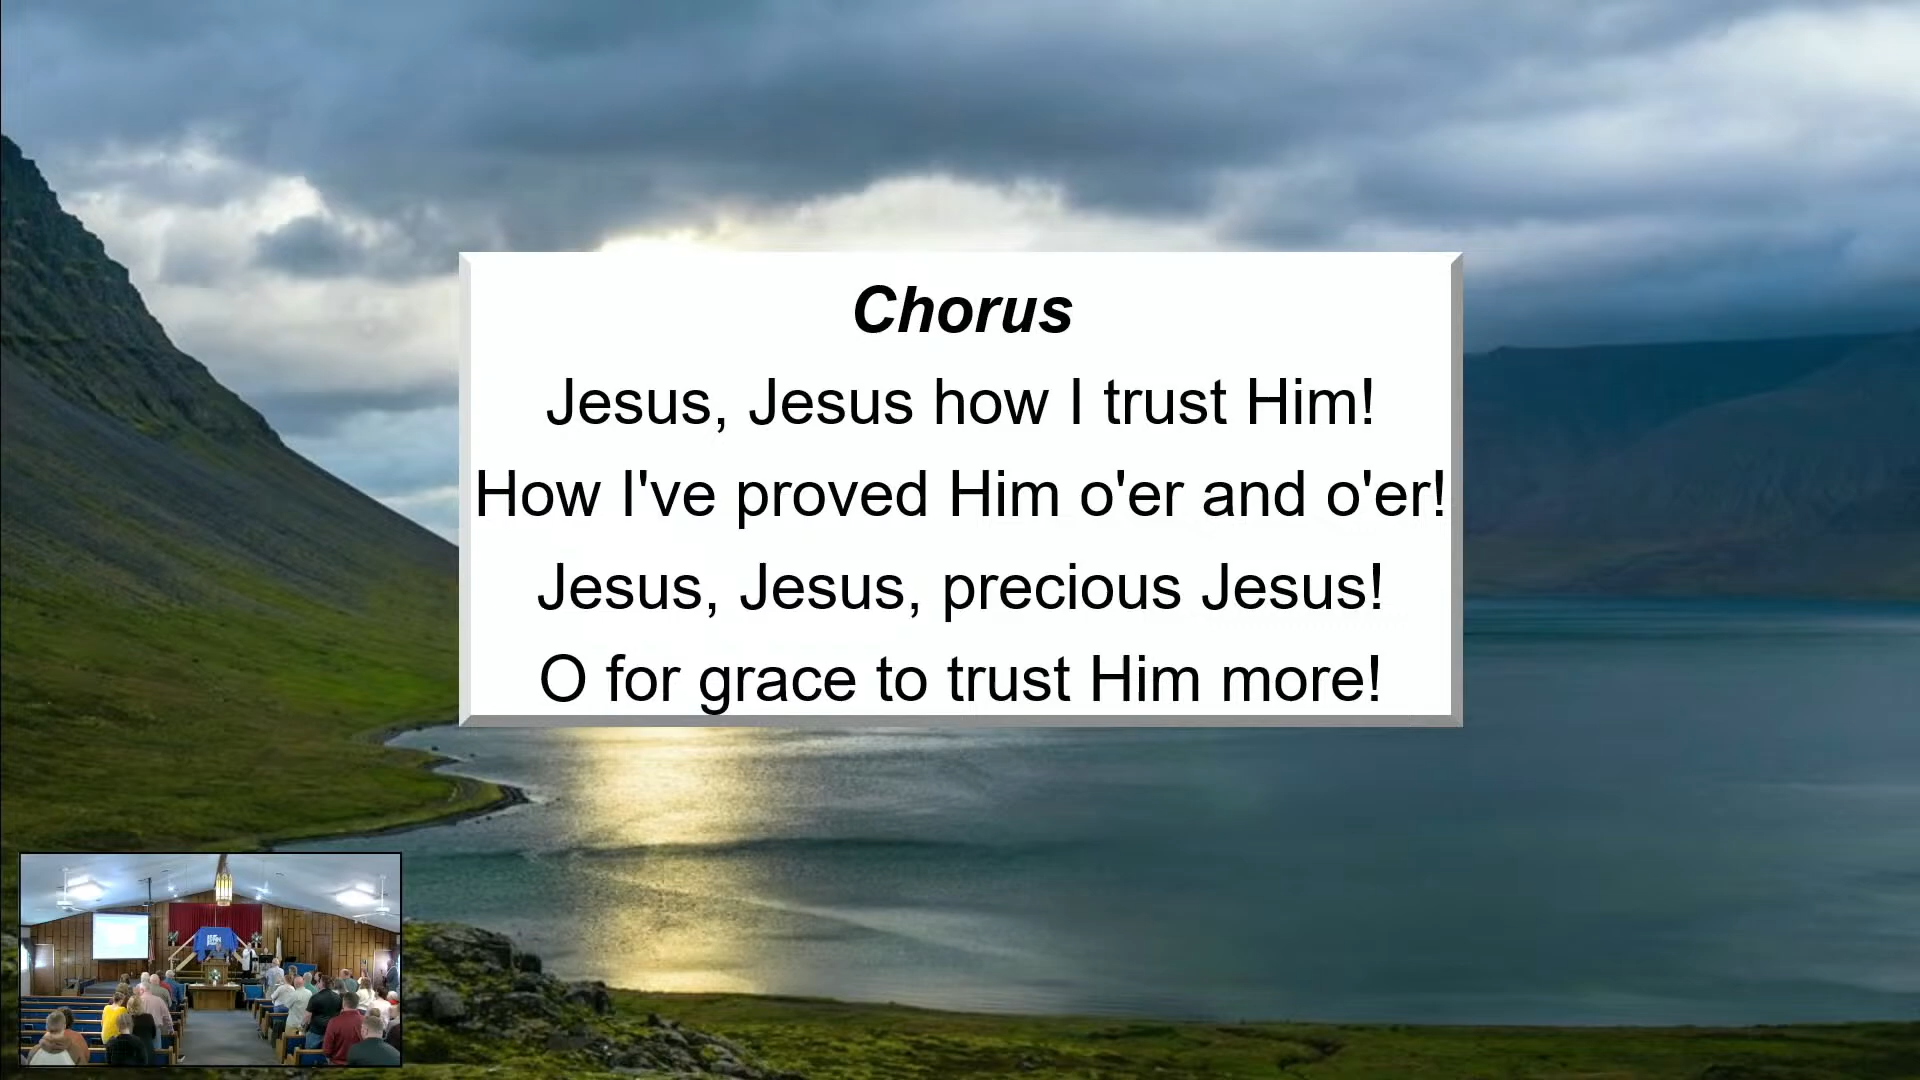 Chorus
Jesus, Jesus how I trust Him!
How I've proved Him o'er and o'er!
Jesus, Jesus, precious Jesus!
O for grace to trust Him more!